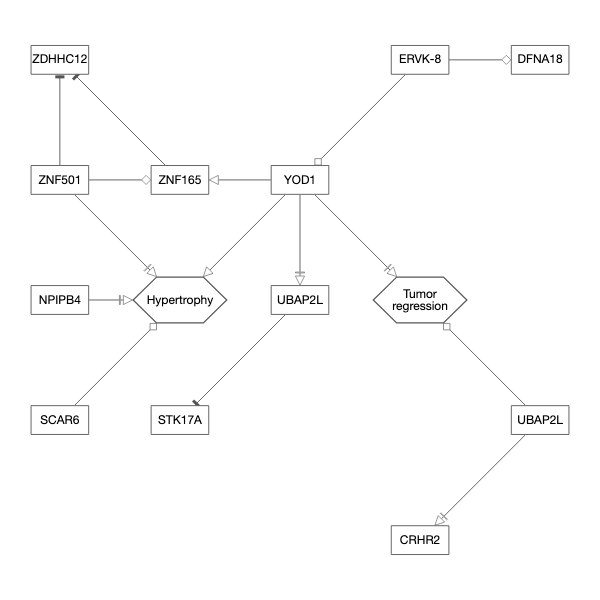 ZDHHC12
ERVK-8
DFNA18
ZNF501
ZNF165
YOD1
NPIPB4
Hypertrophy
UBAP2L
Tumor
regression
SCAR6
STK17A
UBAP2L
CRHR2